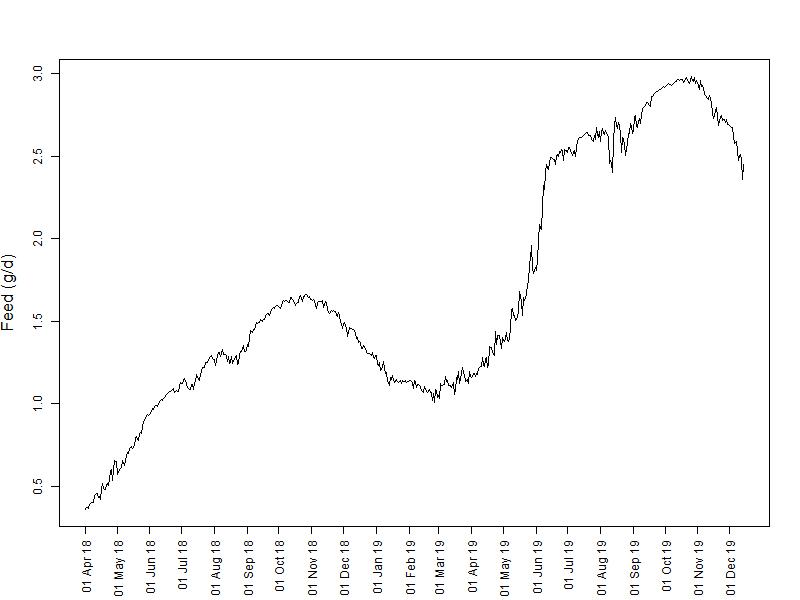 Feed (g/d)
3.0
2.5
2.0
1.5
1.0
0.5
01 Apr 18
01 May 18
01 Jun 18
01 Jul 18
01 Aug 18
01 Sep 18
01 Oct 18
01 Nov 18
01 Dec 18
01 Jan 19
01 Feb 19
01 Mar 19
01 Apr 19
01 May 19
01 Jun 19
01 Jul 19
01 Aug 19
01 Sep 19
01 Oct 19
01 Nov 19
01 Dec 19